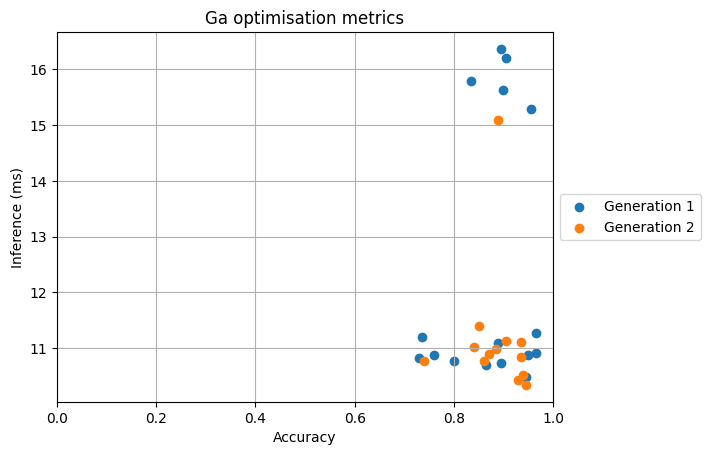 Ga optimisation metrics
16
15
14
13
12
11
Inference (ms)
0.0
0.2
0.4
0.6
0.8
1.0
Accuracy
Generation 1
Generation 2